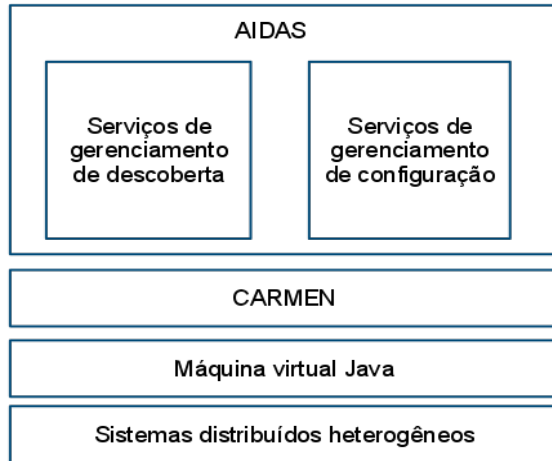 AIDAS
Serviços de
gerenciamento
de descoberta
Serviços de
gerenciamento
de configuração
CARMEN
Máquina virtual Java
Sistemas distribuídos heterogêneos